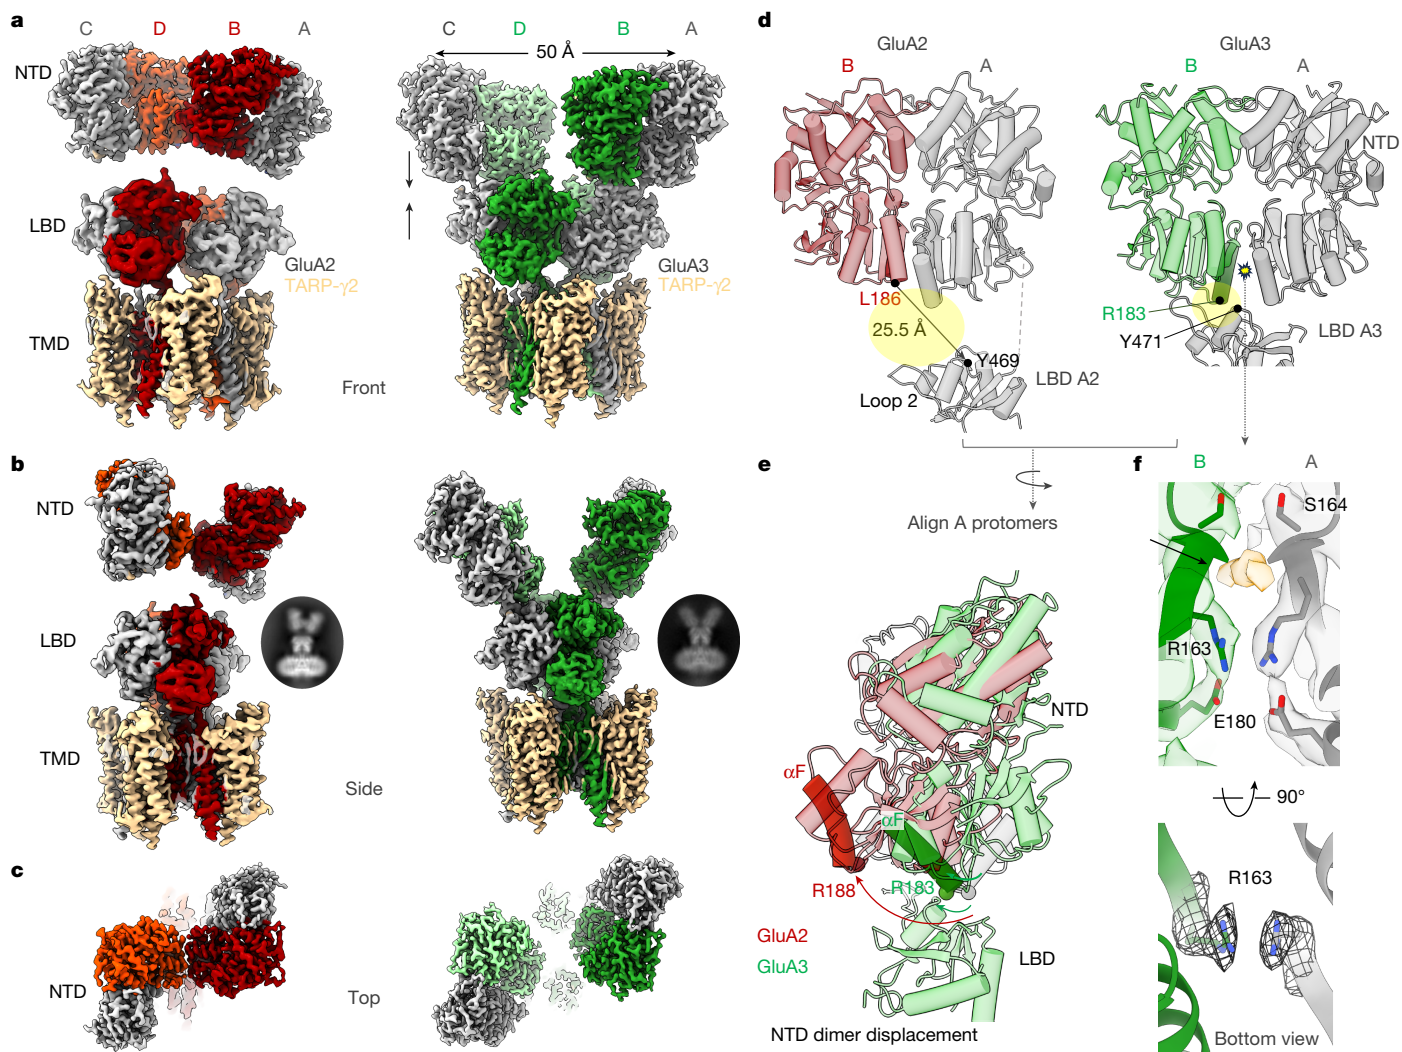 a
C D B A
NTD
LBD
TMD
GluA2
TARP-γ2
Front
C D B A
50 Å
GluA3
TARP-γ2
b
NTD
LBD
TMD
Side
c
NTD
Top
d
GluA2
B A
L186
25.5 Å
Y469
Loop 2
LBD A2
GluA3
B A
NTD
R183
Y471
LBD A3
Align A protomers
e
NTD
αF
αF
R188
R183
GluA2
GluA3
LBD
NTD dimer displacement
f
B A
S164
R163
E180
90°
R163
Bottom view